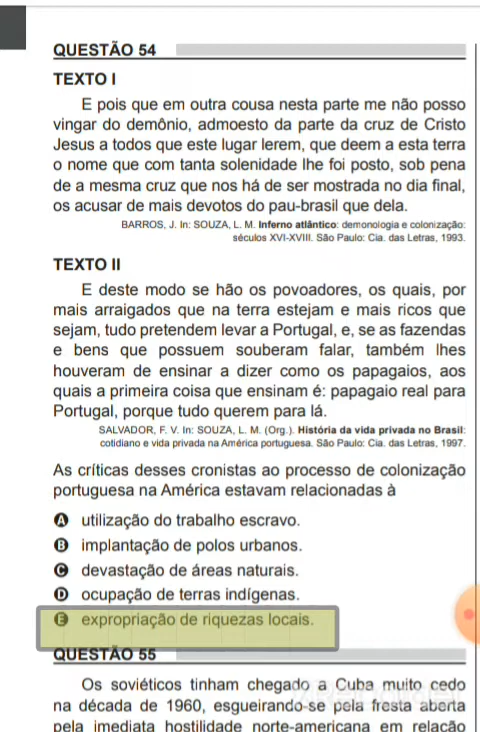 QUESTÃO 54
TEXTO I
E pois que em outra cousa nesta parte me não posso
vingar do demônio, admoesto da parte da cruz de Cristo
Jesus a todos que este lugar lerem, que deem a esta terra
o nome que com tanta solenidade lhe foi posto, sob pena
de a mesma cruz que nos há de ser mostrada no dia final,
os acusar de mais devotos do pau-brasil que dela.
BARROS, J. In: SOUZA, L. M. Inferno atlântico: demonologia e colonização:
séculos XVI-XVIII. São Paulo: Cia. das Letras, 1993.
TEXTO II
E deste modo se hão os povoadores, os quais, por
mais arraigados que na terra estejam e mais ricos que
sejam, tudo pretendem levar a Portugal, e, se as fazendas
e bens que possuem souberam falar, também lhes
houveram de ensinar a dizer como os papagaios, aos
quais a primeira coisa que ensinam é: papagaio real para
Portugal, porque tudo querem para lá.
SALVADOR, F. V. In: SOUZA, L. M. (Org.). História da vida privada no Brasil:
cotidiano e vida privada na América portuguesa. São Paulo: Cia. das Letras, 1997.
As críticas desses cronistas ao processo de colonização
portuguesa na América estavam relacionadas à
A utilização do trabalho escravo.
B implantação de polos urbanos.
C devastação de áreas naturais.
D ocupação de terras indígenas.
E expropriação de riquezas locais.
QUESTÃO 55
Os soviéticos tinham chegado a Cuba muito cedo
na década de 1960, esgueirando-se pela fresta aberta
pela imediata hostilidade norte-americana em relação